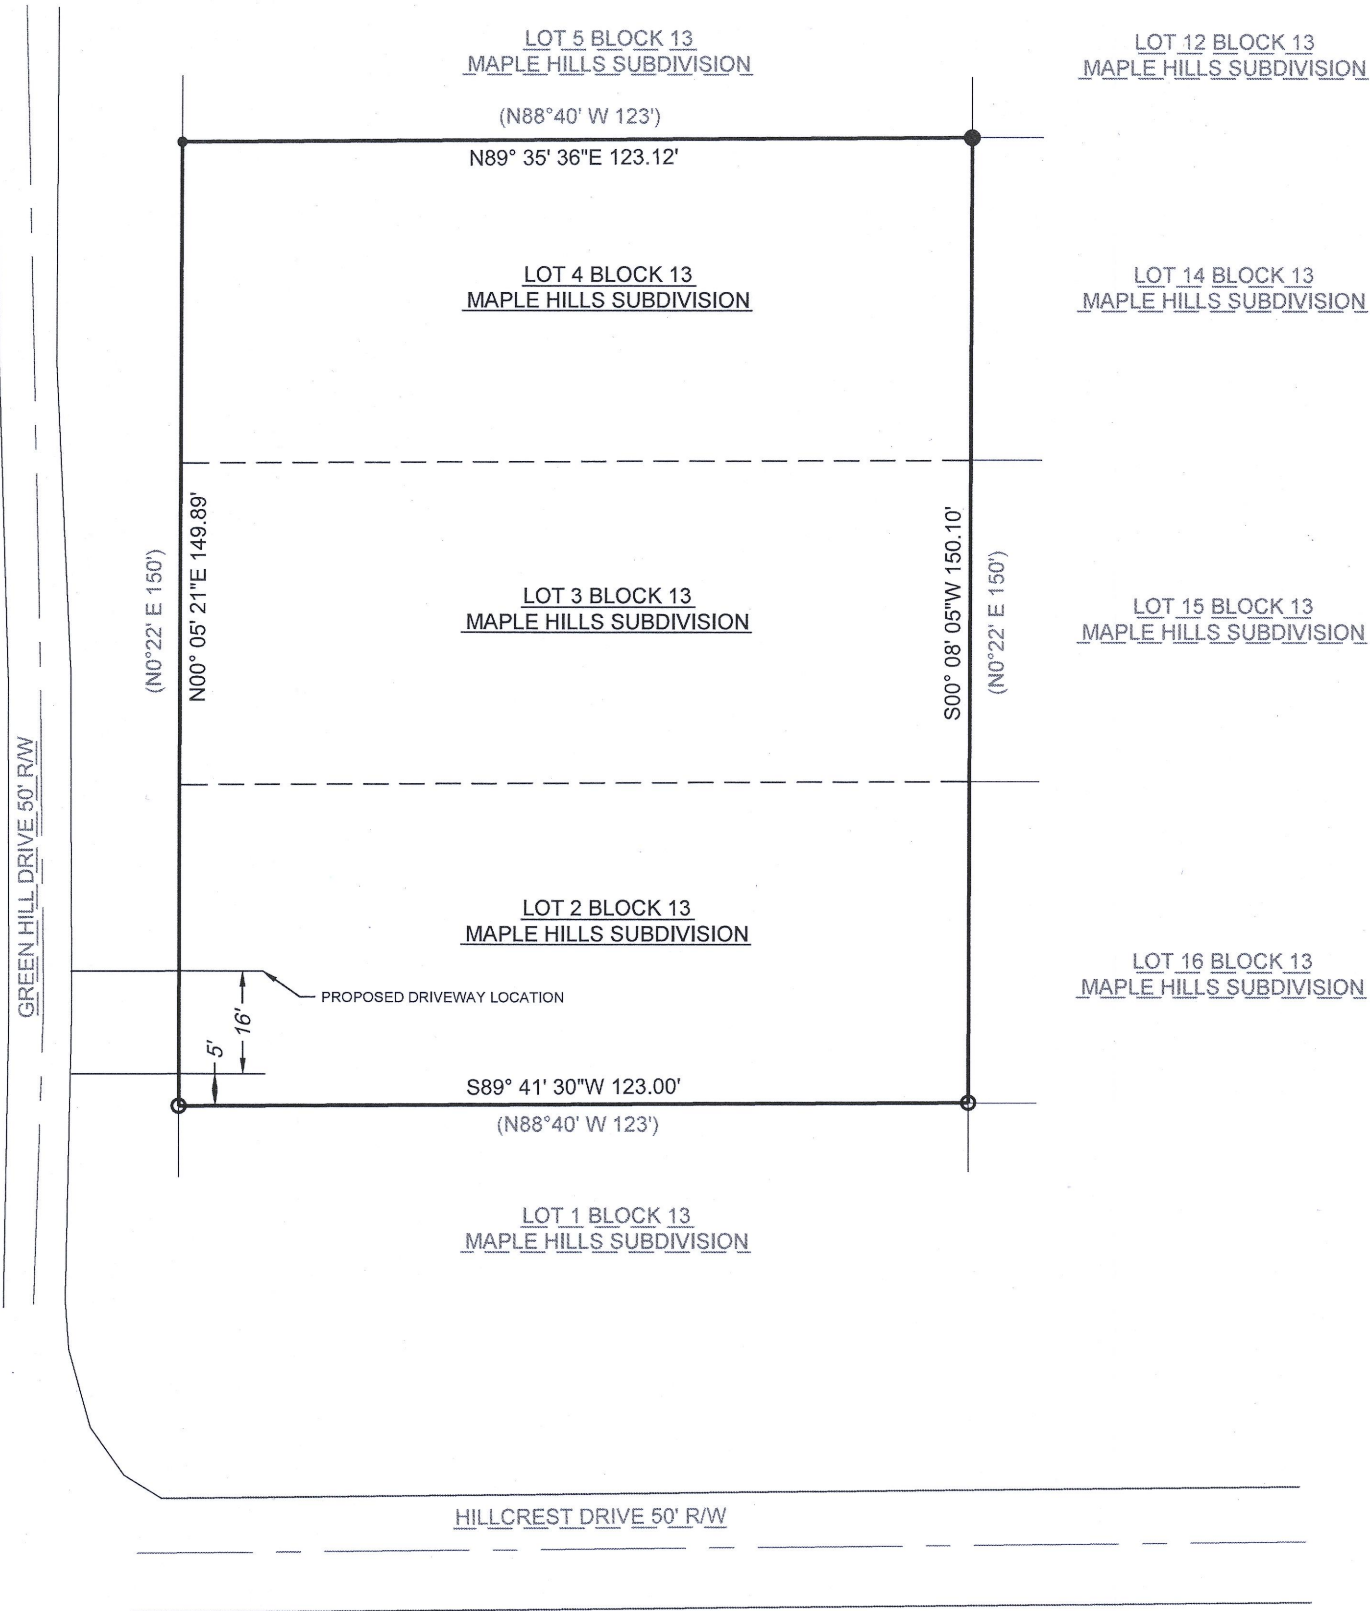 LOT 5 BLOCK 13
MAPLE HILLS SUBDIVISION
LOT 12 BLOCK 13
MAPLE HILLS SUBDIVISION
(N88°40' W 123')
N89° 35' 36"E 123.12'
LOT 4 BLOCK 13
MAPLE HILLS SUBDIVISION
LOT 14 BLOCK 13
MAPLE HILLS SUBDIVISION
(N0°22' E 150')
N00° 05' 21"E 149.89'
LOT 3 BLOCK 13
MAPLE HILLS SUBDIVISION
S00° 08' 05"W 150.10'
(N0°22' E 150')
LOT 15 BLOCK 13
MAPLE HILLS SUBDIVISION
GREEN HILL DRIVE 50' R/W
LOT 2 BLOCK 13
MAPLE HILLS SUBDIVISION
LOT 16 BLOCK 13
MAPLE HILLS SUBDIVISION
PROPOSED DRIVEWAY LOCATION
16'
5'
S89° 41' 30"W 123.00'
(N88°40' W 123')
LOT 1 BLOCK 13
MAPLE HILLS SUBDIVISION
HILLCREST DRIVE 50' R/W